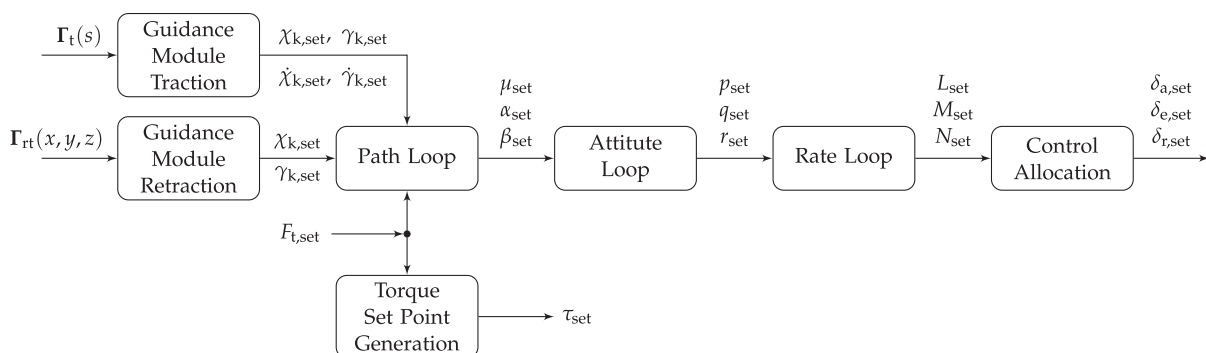 Γt(s)
Guidance
Module
Traction
χk,set, γk,set
χ̇k,set, γ̇k,set
Γrt(x, y, z)
Guidance
Module
Retraction
χk,set
γk,set
Path Loop
μset
αset
βset
Attitute
Loop
pset
qset
rset
Rate Loop
Lset
Mset
Nset
Control
Allocation
δa,set
δe,set
δr,set
Ft,set
Torque
Set Point
Generation
τset